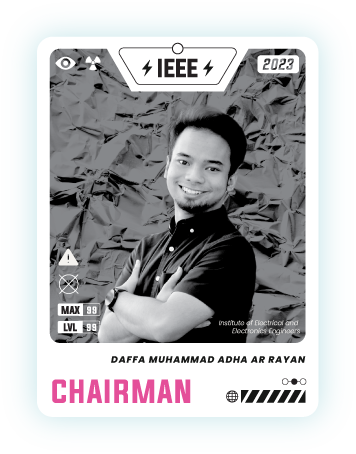 IEEE
2023
MAX 99
LVL 99
Institute of Electrical and
Electronics Engineers
DAFFA MUHAMMAD ADHA AR RAYAN
CHAIRMAN